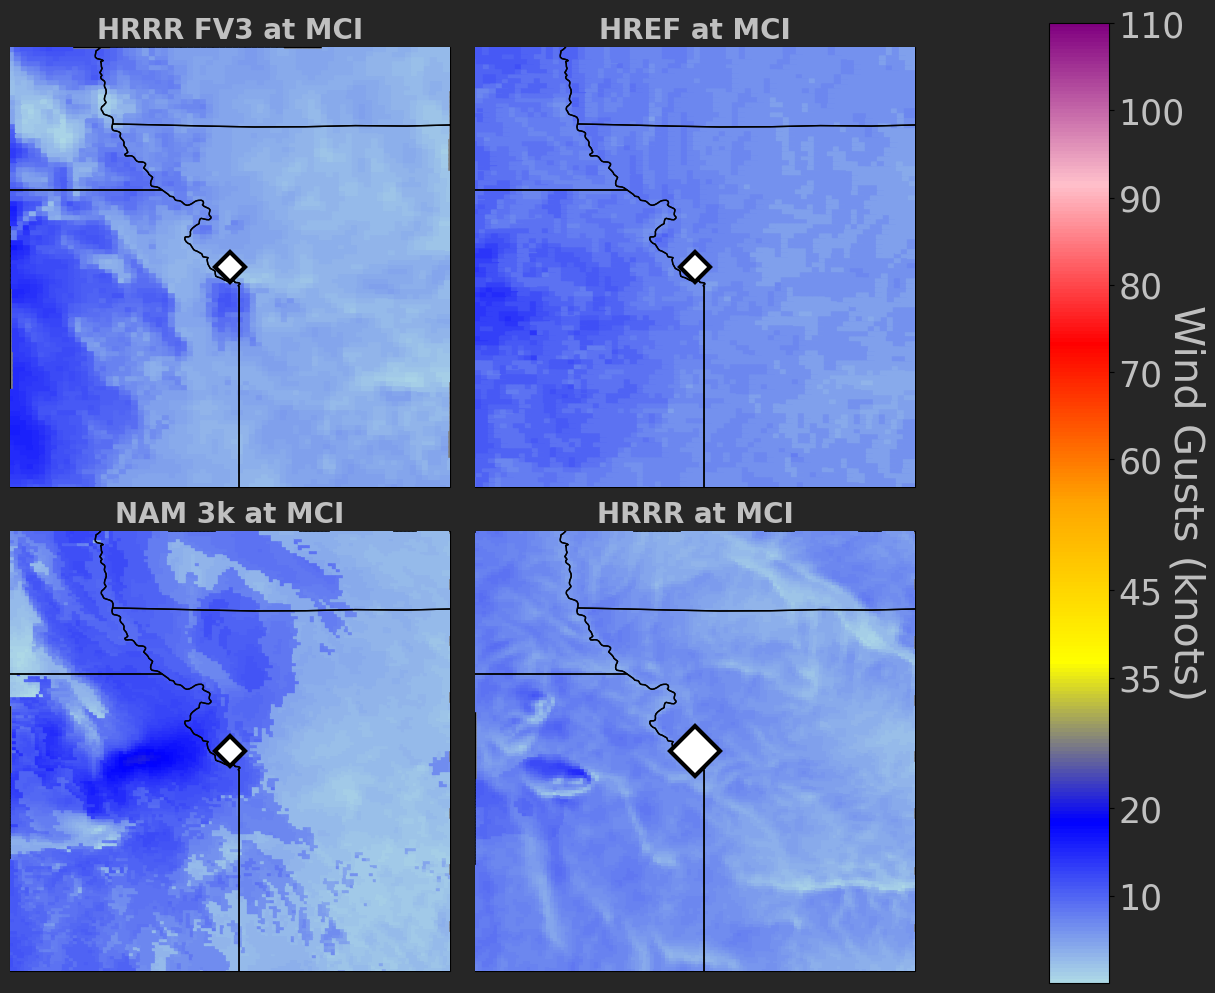 HRRR FV3 at MCI
HREF at MCI
NAM 3k at MCI
HRRR at MCI
110
100
90
80
70
60
45
35
20
10
Wind Gusts (knots)